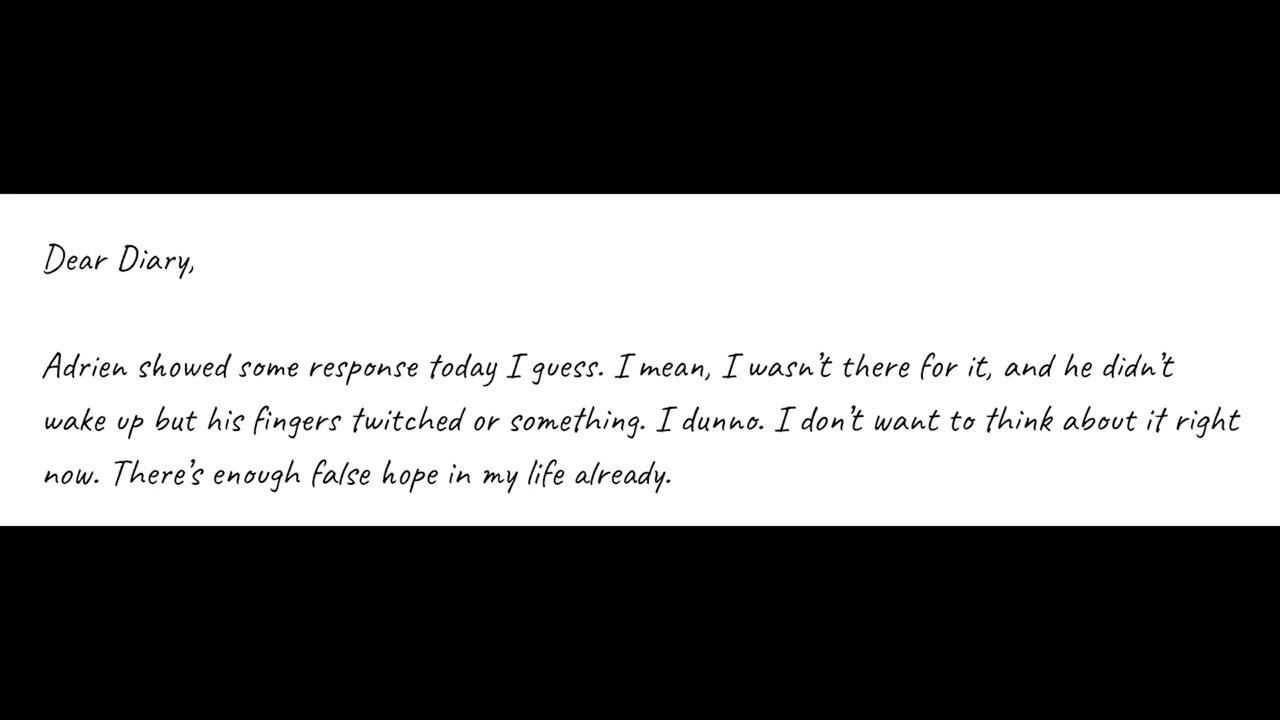 Dear Diary,
Adrien showed some response today I guess. I mean, I wasn't there for it, and he didn't
wake up but his fingers twitched or something. I dunno. I don't want to think about it right
now. There's enough false hope in my life already.